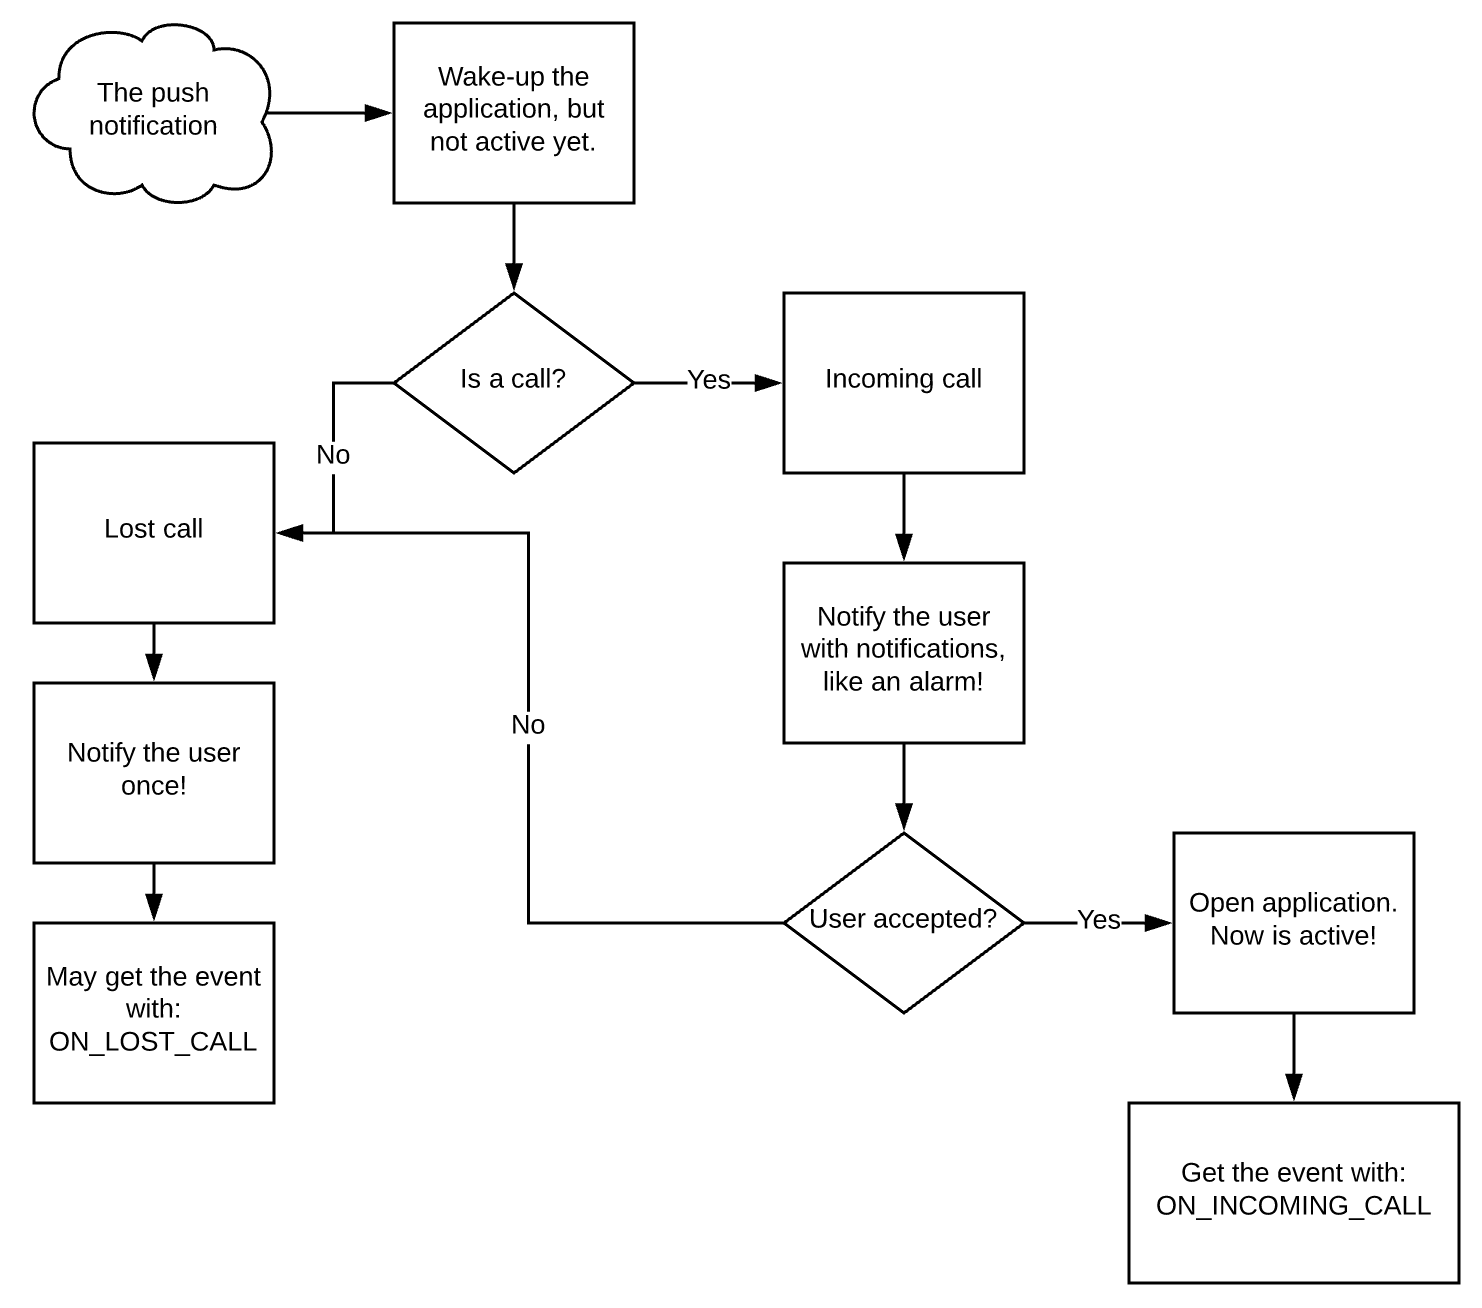 The push
notification
Wake-up the
application, but
not active yet.
Is a call?
Yes
Incoming call
No
Lost call
Notify the user
with notifications,
like an alarm!
No
Notify the user
once!
User accepted?
Yes
Open application.
Now is active!
May get the event
with:
ON_LOST_CALL
Get the event with:
ON_INCOMING_CALL